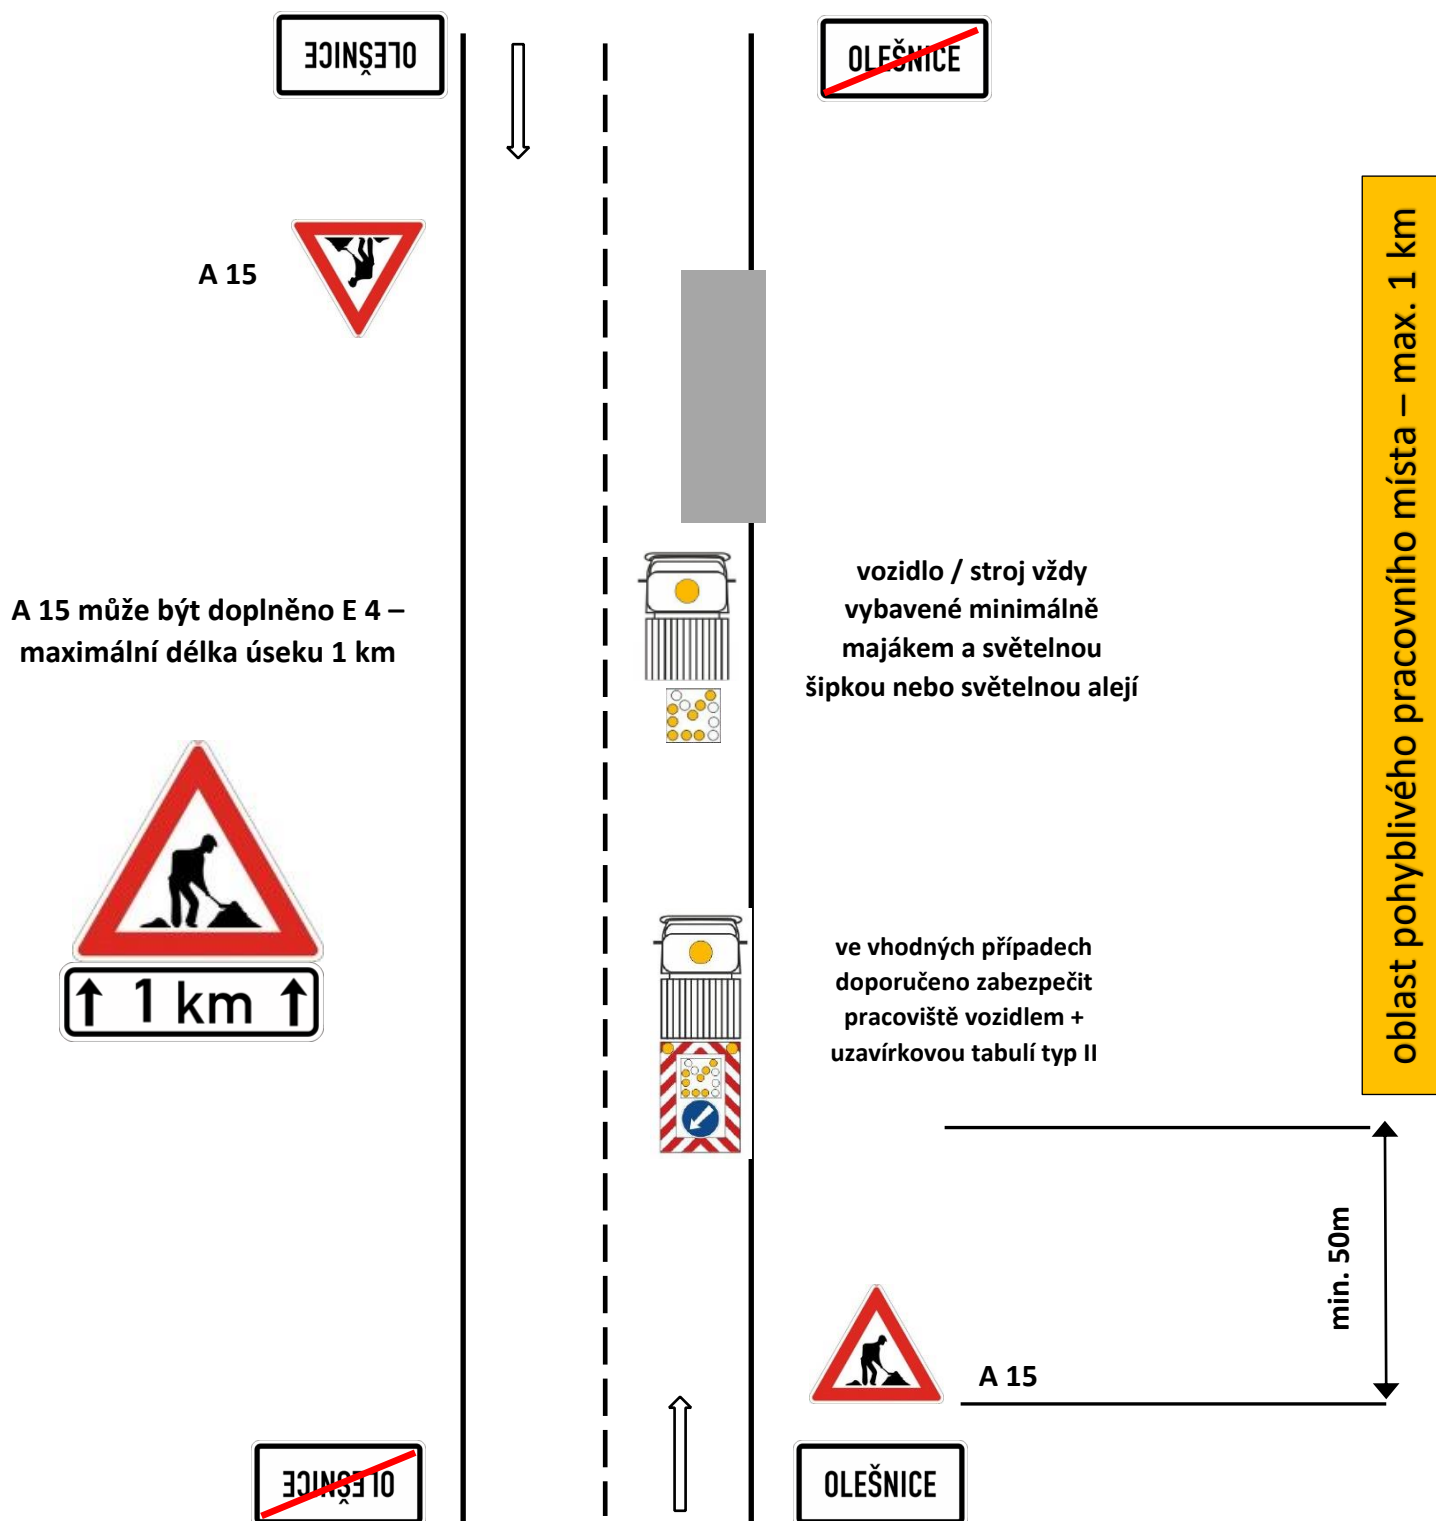 OLEŠNICE
OLEŠNICE
A 15
oblast pohyblivého pracovního místa – max. 1 km
A 15 může být doplněno E 4 –
maximální délka úseku 1 km
vozidlo / stroj vždy
vybavené minimálně
majákem a světelnou
šipkou nebo světelnou alejí
1 km
ve vhodných případech
doporučeno zabezpečit
pracoviště vozidlem +
uzavírkovou tabulí typ II
min. 50m
A 15
OLEŠNICE
OLEŠNICE